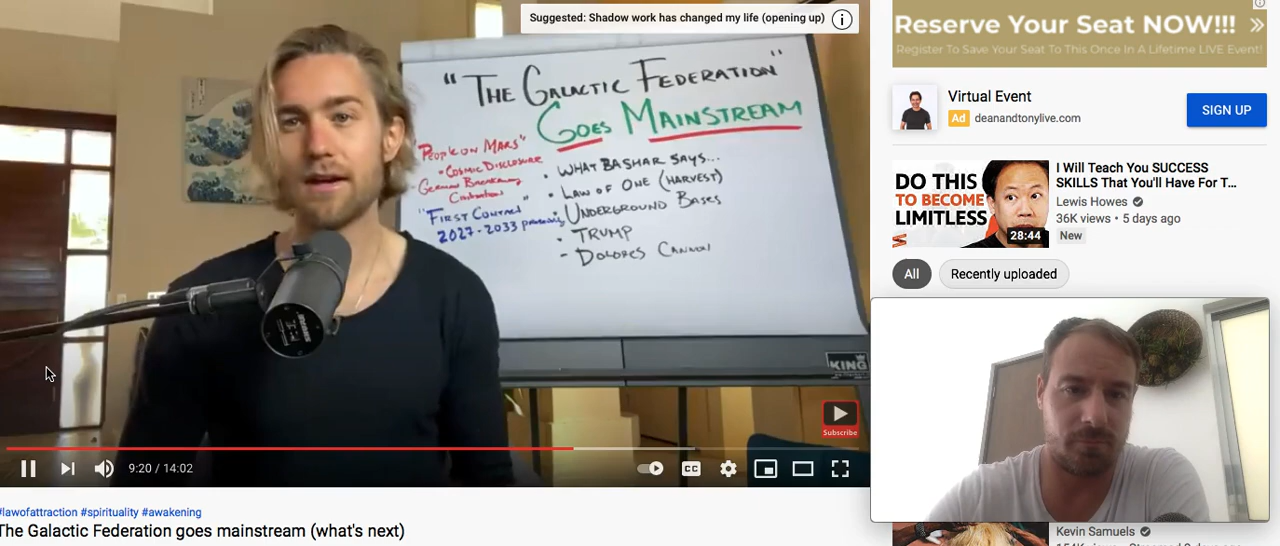 Suggested: Shadow work has changed my life (opening up)
"THE GALACTIC FEDERATION"
GOES MAINSTREAM
"PEOPLE ON MARS"
• COSMIC DISCLOSURE
- GERMAN BREAKAWAY
"FIRST CONTACT"
2027-2033
• WHAT BASHAR SAYS...
• LAW OF ONE (HARVEST)
• UNDERGROUND BASES
• TRUMP
- DOLORES CANNON
KING
Subscribe
9:20 / 14:02
CC
#lawofattraction #spirituality #awakening
The Galactic Federation goes mainstream (what's next)
Reserve Your Seat NOW!!!
Register To Save Your Seat To This Once In A Lifetime LIVE Event!
Virtual Event
Ad deanandtonylive.com
SIGN UP
DO THIS
TO BECOME
LIMITLESS
28:44
I Will Teach You SUCCESS
SKILLS That You'll Have For T...
Lewis Howes
36K views • 5 days ago
New
All
Recently uploaded
Kevin Samuels